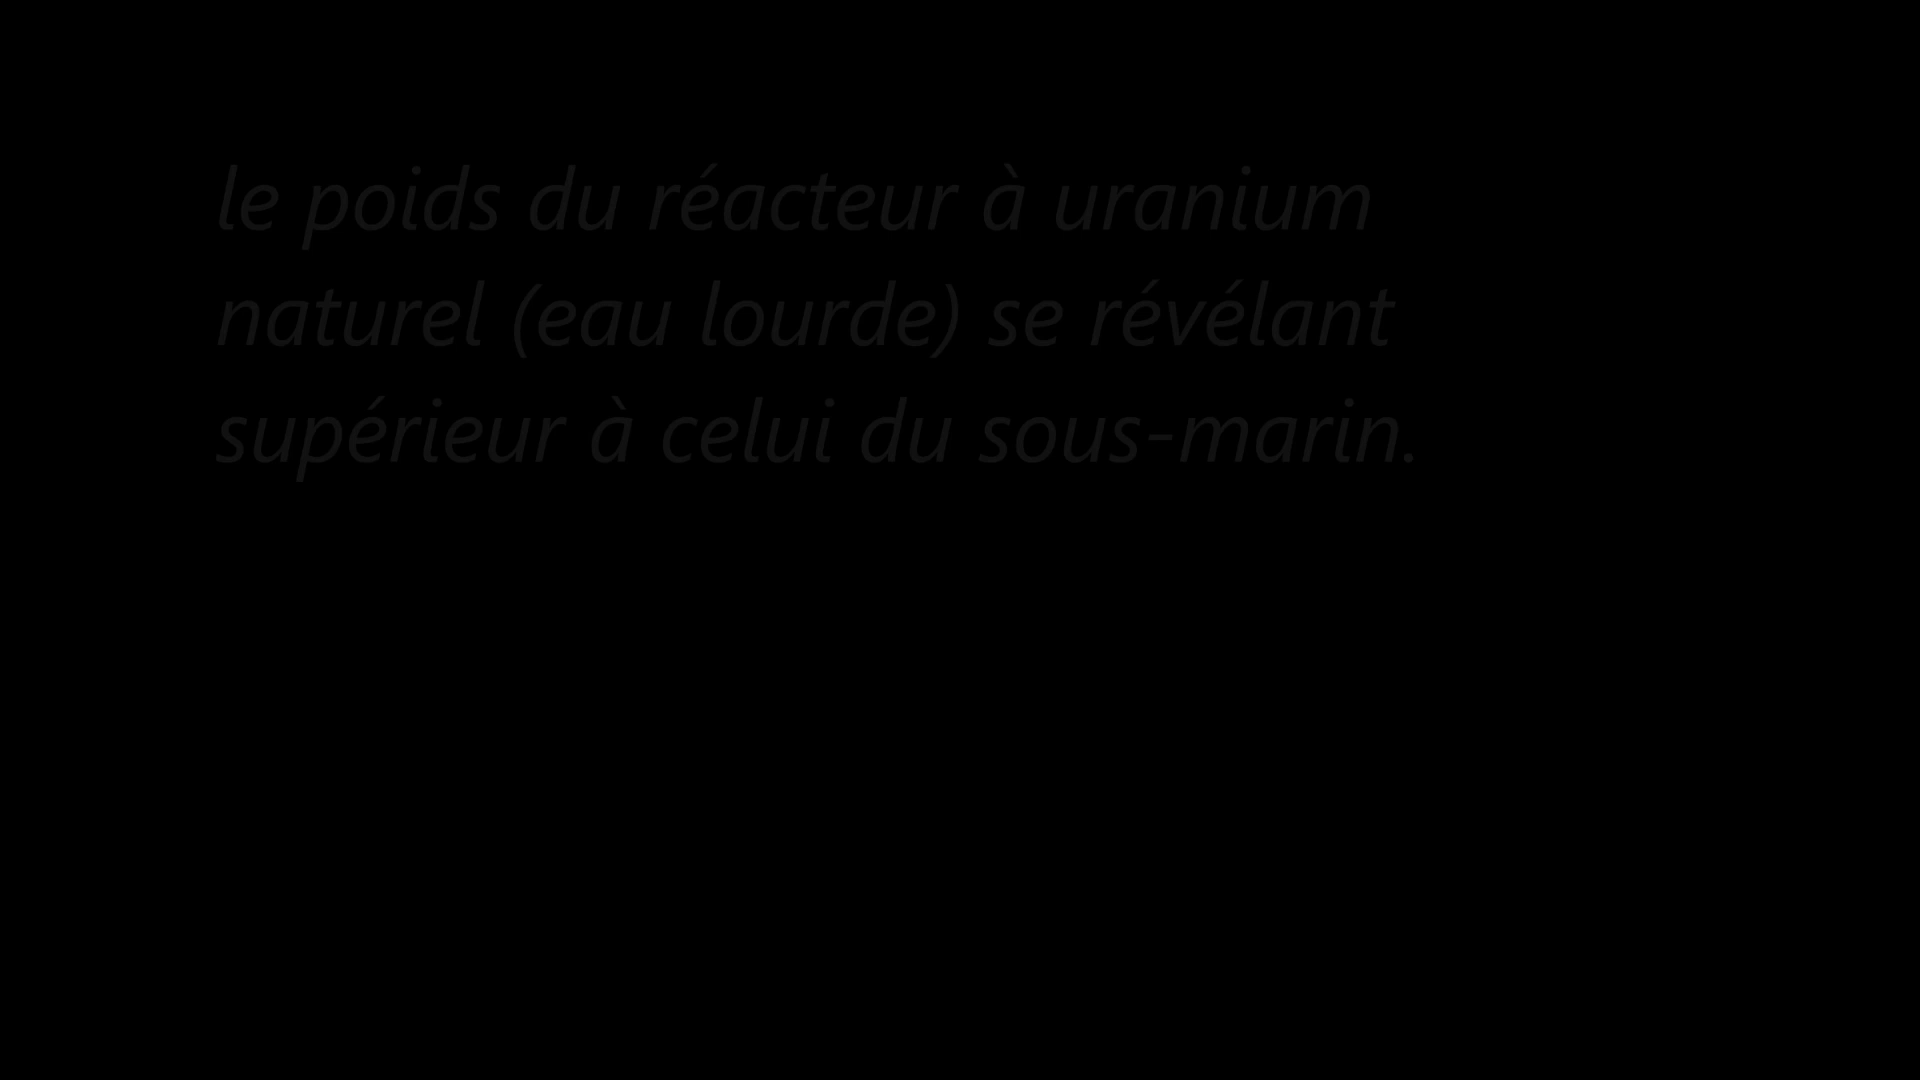 le poids du réacteur à uranium
naturel (eau lourde) se révélant
supérieur à celui du sous-marin.